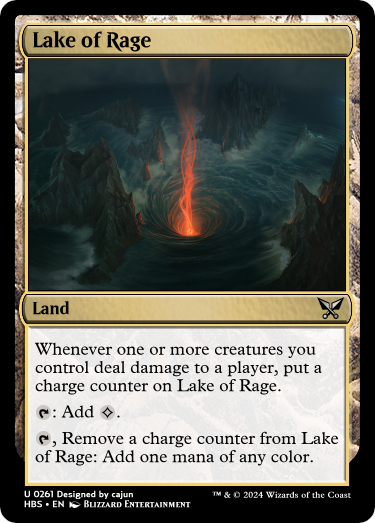 Lake of Rage
Land
Whenever one or more creatures you
control deal damage to a player, put a
charge counter on Lake of Rage.
: Add .
, Remove a charge counter from Lake
of Rage: Add one mana of any color.
U 0261 Designed by cajun
™ & © 2024 Wizards of the Coast
HBS • EN Blizzard Entertainment